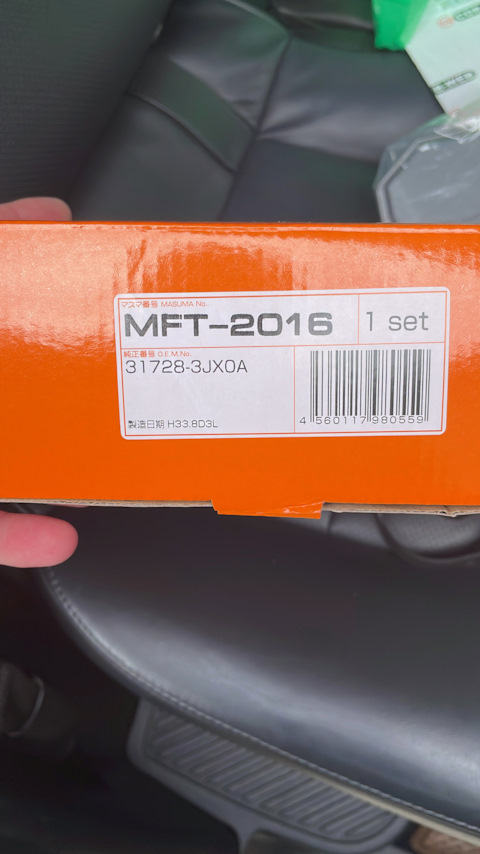 マスマ番号 MASUMA No.
MFT-2016
1 set
純正番号 O.E.M.No.
31728-3JX0A
製造日期 H33.8D3L
4 560117 980559